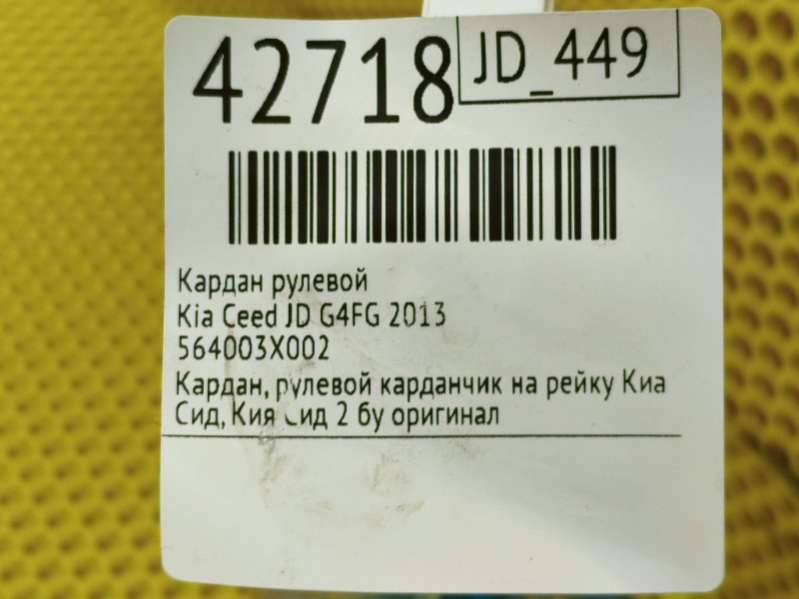 42718
JD_449
Кардан рулевой
Kia Ceed JD G4FG 2013
564003X002
Кардан, рулевой карданчик на рейку Киа
Сид, Кия Сид 2 бу оригинал